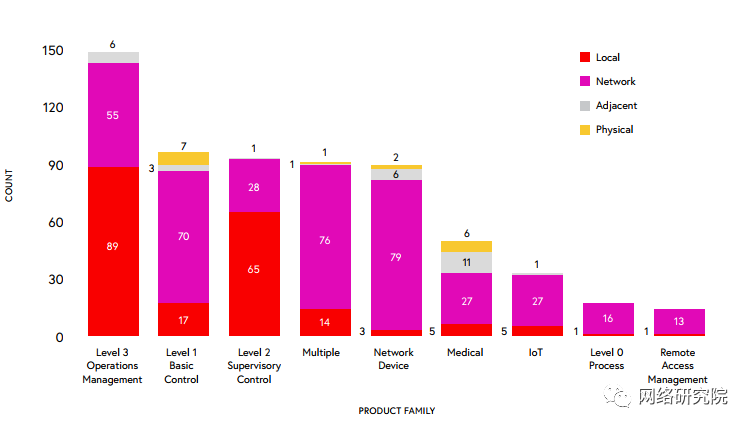 150
120
90
60
30
0
COUNT
6
55
89
7
3
70
17
1
28
65
1
1
76
14
2
6
79
3
6
11
27
5
1
27
5
16
1
13
1
Local
Network
Adjacent
Physical
Level 3
Operations
Management
Level 1
Basic
Control
Level 2
Supervisory
Control
Multiple
Network
Device
Medical
IoT
Level 0
Process
Remote
Access
Management
PRODUCT FAMILY
网络研究院